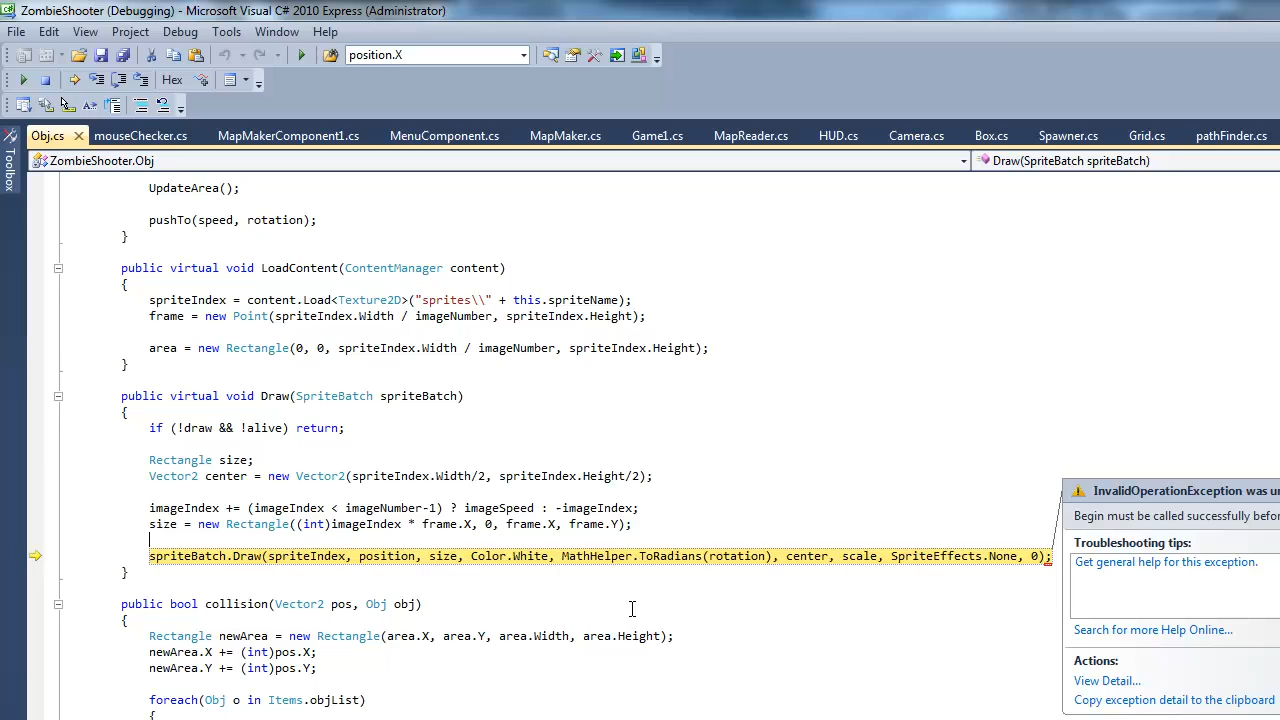 ZombieShooter (Debugging) - Microsoft Visual C# 2010 Express (Administrator)
File Edit View Project Debug Tools Window Help
position.X
Hex
Obj.cs mouseChecker.cs MapMakerComponent1.cs MenuComponent.cs MapMaker.cs Game1.cs MapReader.cs HUD.cs Camera.cs Box.cs Spawner.cs Grid.cs pathFinder.cs
Toolbox
ZombieShooter.Obj Draw(SpriteBatch spriteBatch)
UpdateArea();
pushTo(speed, rotation);
}
public virtual void LoadContent(ContentManager content)
{
spriteIndex = content.Load<Texture2D>("sprites\\" + this.spriteName);
frame = new Point(spriteIndex.Width / imageNumber, spriteIndex.Height);
area = new Rectangle(0, 0, spriteIndex.Width / imageNumber, spriteIndex.Height);
}
public virtual void Draw(SpriteBatch spriteBatch)
{
if (!draw && !alive) return;
Rectangle size;
Vector2 center = new Vector2(spriteIndex.Width/2, spriteIndex.Height/2);
imageIndex += (imageIndex < imageNumber-1) ? imageSpeed : -imageIndex;
size = new Rectangle((int)imageIndex * frame.X, 0, frame.X, frame.Y);
spriteBatch.Draw(spriteIndex, position, size, Color.White, MathHelper.ToRadians(rotation), center, scale, SpriteEffects.None, 0);
}
public bool collision(Vector2 pos, Obj obj)
{
Rectangle newArea = new Rectangle(area.X, area.Y, area.Width, area.Height);
newArea.X += (int)pos.X;
newArea.Y += (int)pos.Y;
foreach(Obj o in Items.objList)
{
InvalidOperationException was
Begin must be called successfully
Troubleshooting tips:
Get general help for this exception.
Search for more Help Online...
Actions:
View Detail...
Copy exception detail to the clipboard